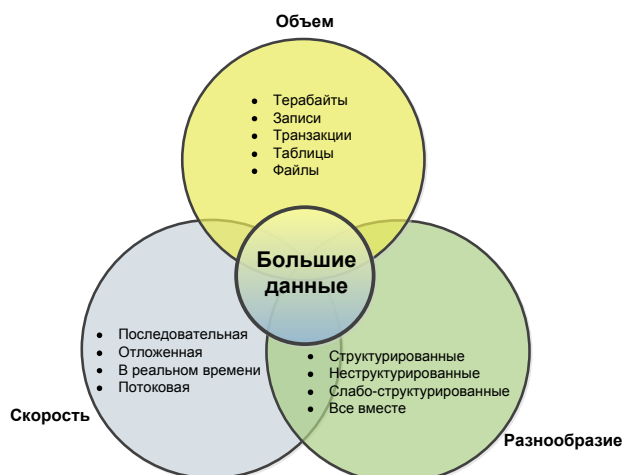 Объем
• Терабайты
• Записи
• Транзакции
• Таблицы
• Файлы
Большие
данные
• Последовательная
• Отложенная
• В реальном времени
• Потоковая
Скорость
• Структурированные
• Неструктурированные
• Слабо-структурированные
• Все вместе
Разнообразие